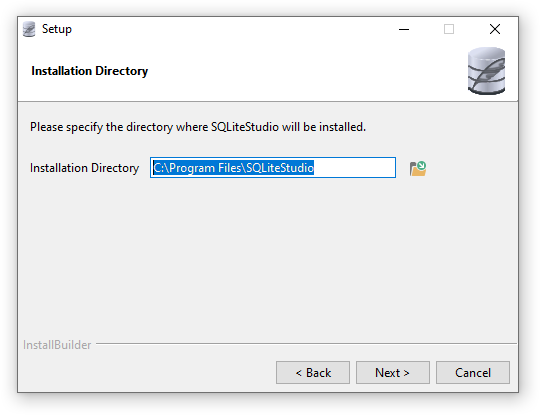 Setup
Installation Directory
Please specify the directory where SQLiteStudio will be installed.
Installation Directory C:\Program Files\SQLiteStudio
InstallBuilder
< Back Next > Cancel